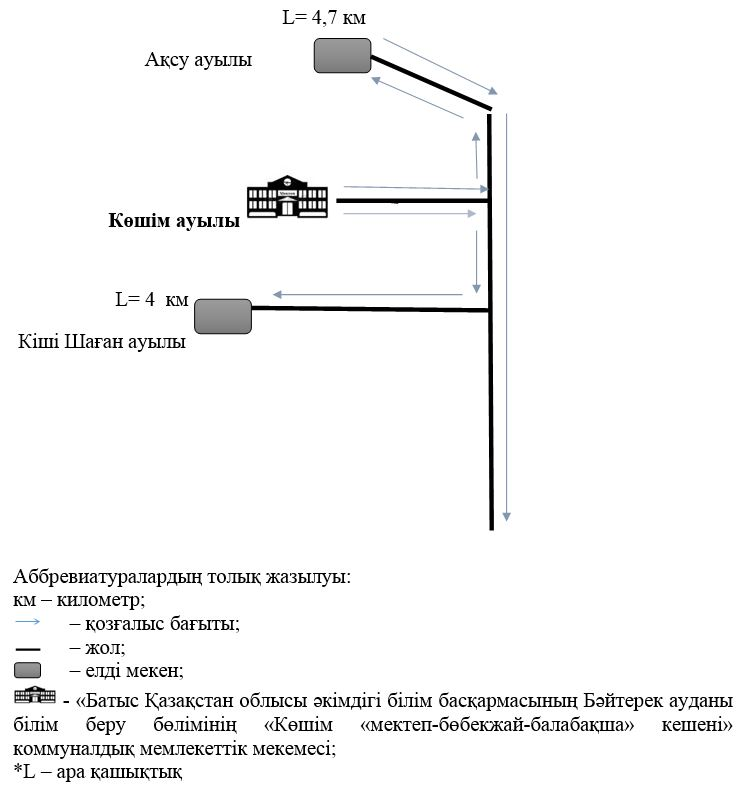 L= 4,7 км
Ақсу ауылы
Көшім ауылы
L= 4 км
Кіші Шаған ауылы
Аббревиатуралардың толық жазылуы:
км – километр;
– қозғалыс бағыты;
– жол;
– елді мекен;
- «Батыс Қазақстан облысы әкімдігі білім басқармасының Бәйтерек ауданы
білім беру бөлімінің «Көшім «мектеп-бөбекжай-балабақша» кешені»
коммуналдық мемлекеттік мекемесі;
*L – ара қашықтық